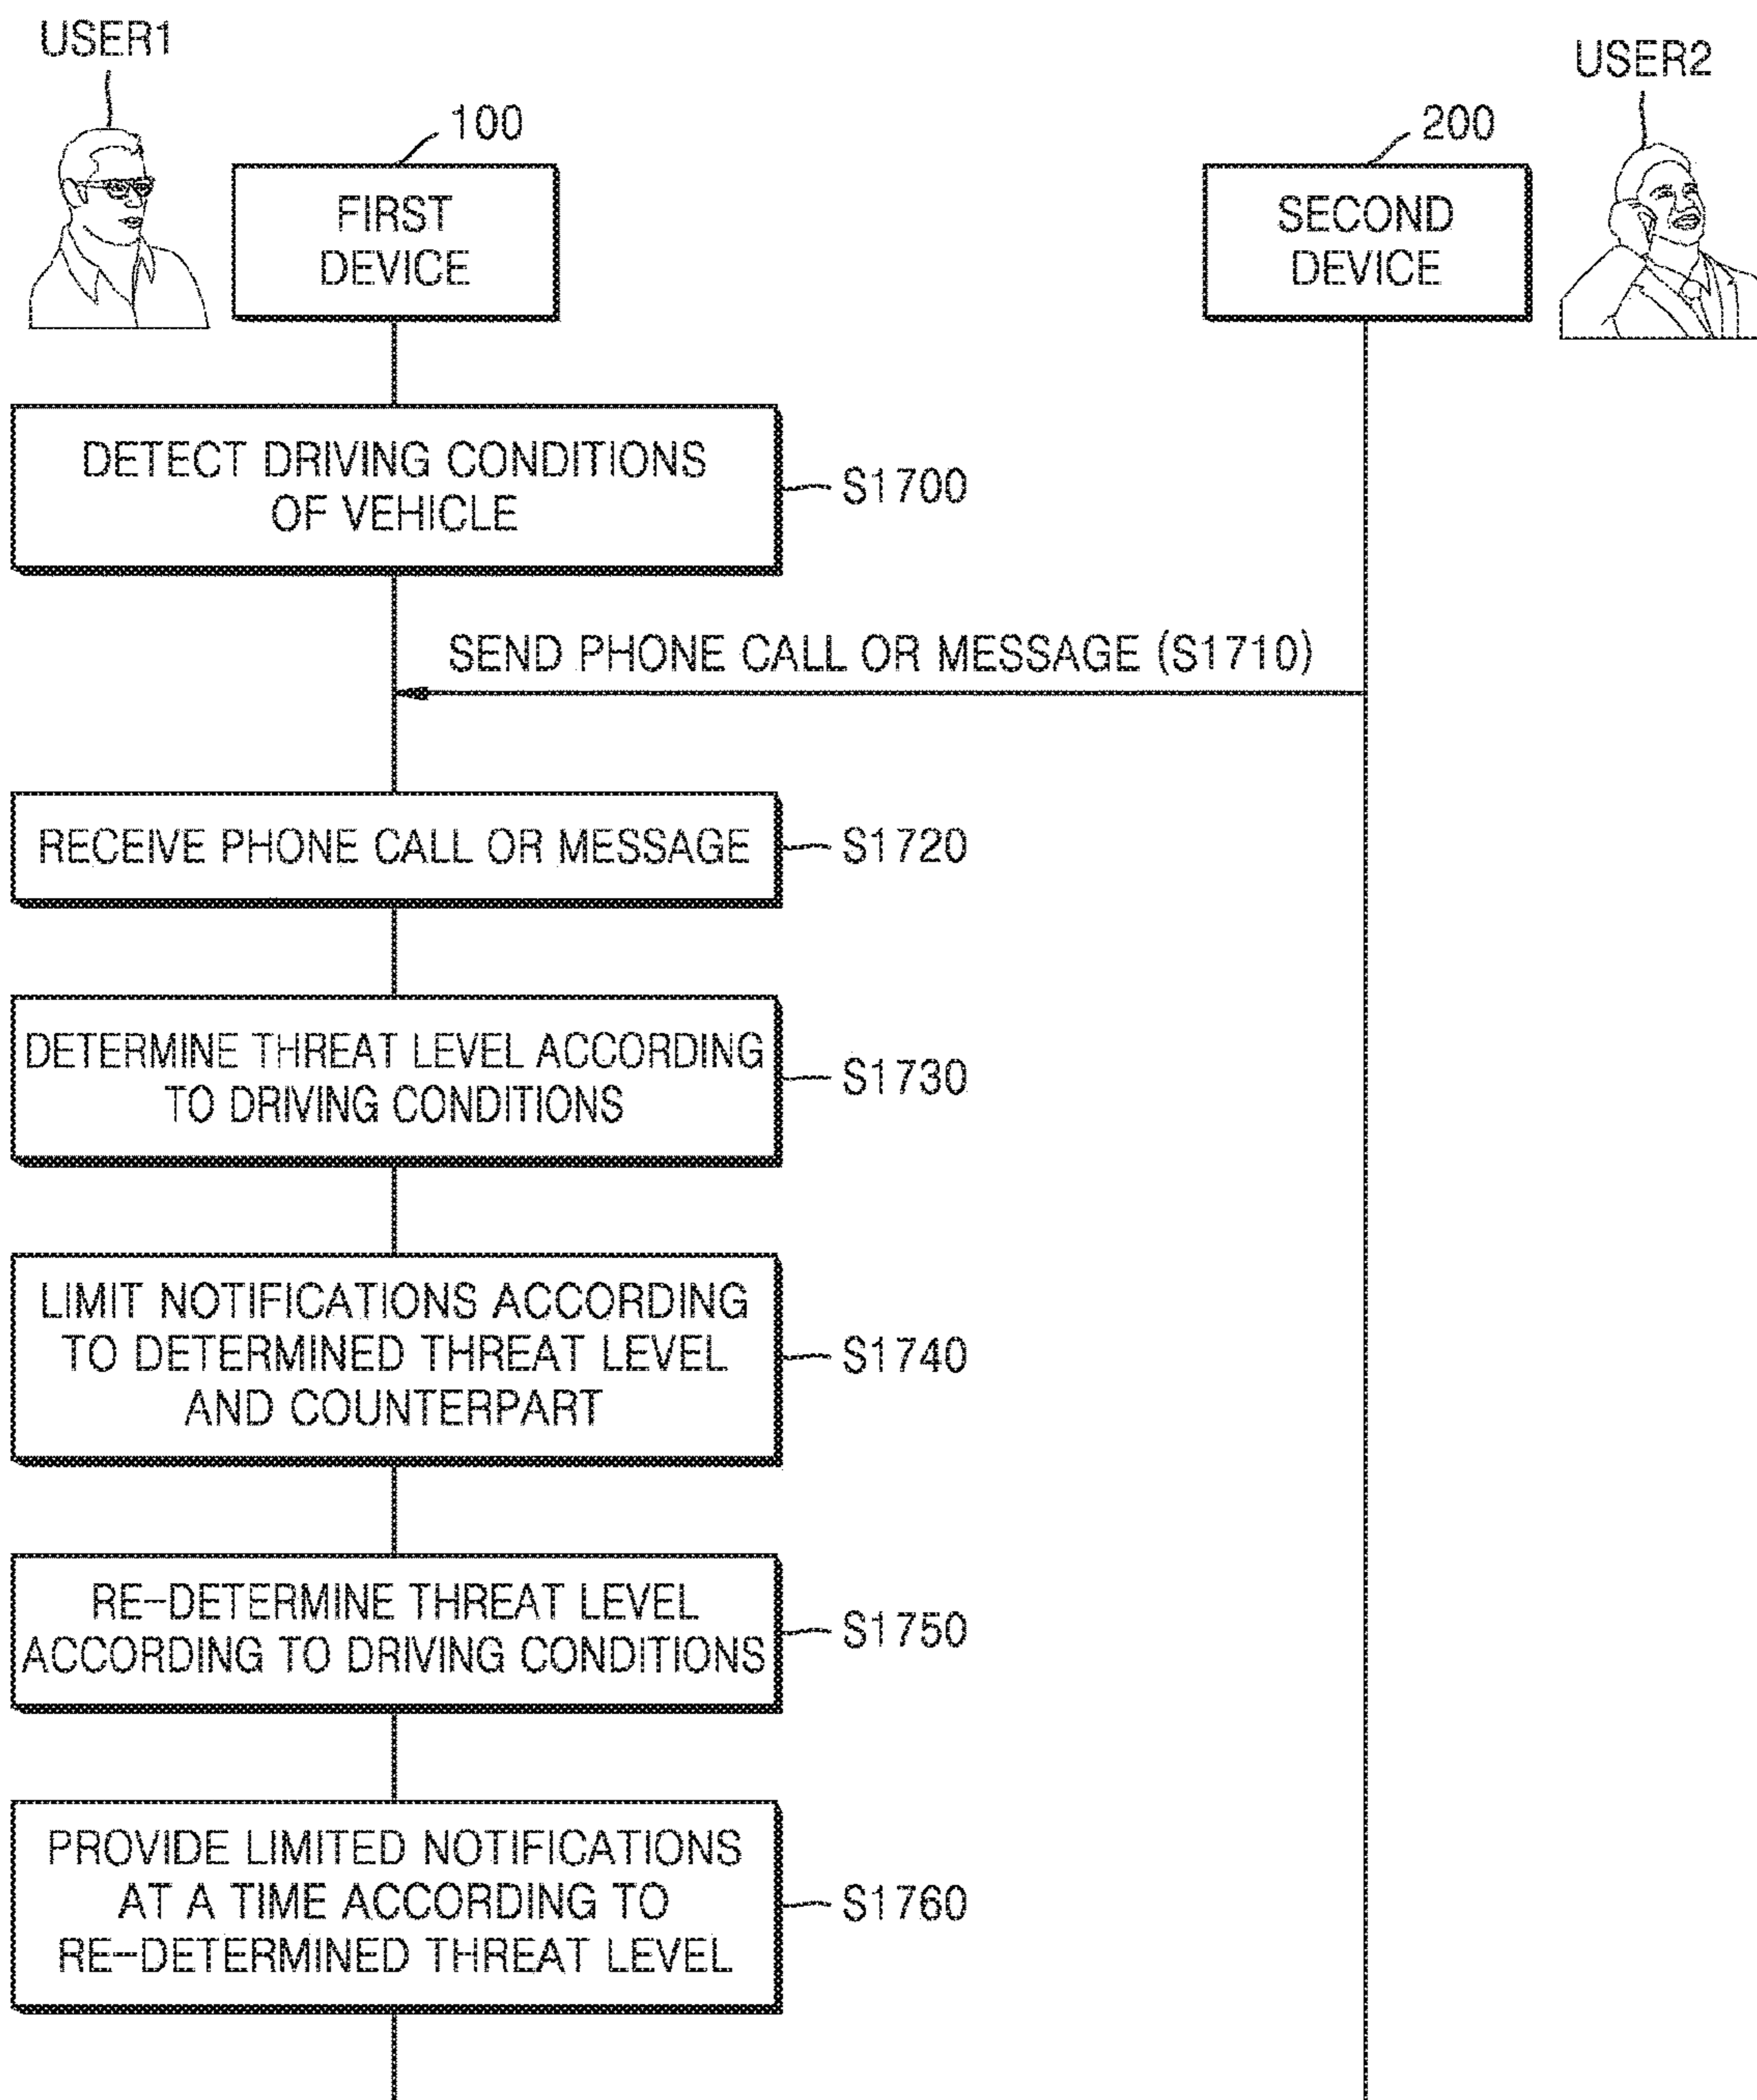 USER1
USER2
100
200
FIRST
DEVICE
SECOND
DEVICE
DETECT DRIVING CONDITIONS
OF VEHICLE
S1700
SEND PHONE CALL OR MESSAGE (S1710)
RECEIVE PHONE CALL OR MESSAGE
S1720
DETERMINE THREAT LEVEL ACCORDING
TO DRIVING CONDITIONS
S1730
LIMIT NOTIFICATIONS ACCORDING
TO DETERMINED THREAT LEVEL
AND COUNTERPART
S1740
RE-DETERMINE THREAT LEVEL
ACCORDING TO DRIVING CONDITIONS
S1750
PROVIDE LIMITED NOTIFICATIONS
AT A TIME ACCORDING TO
RE-DETERMINED THREAT LEVEL
S1760